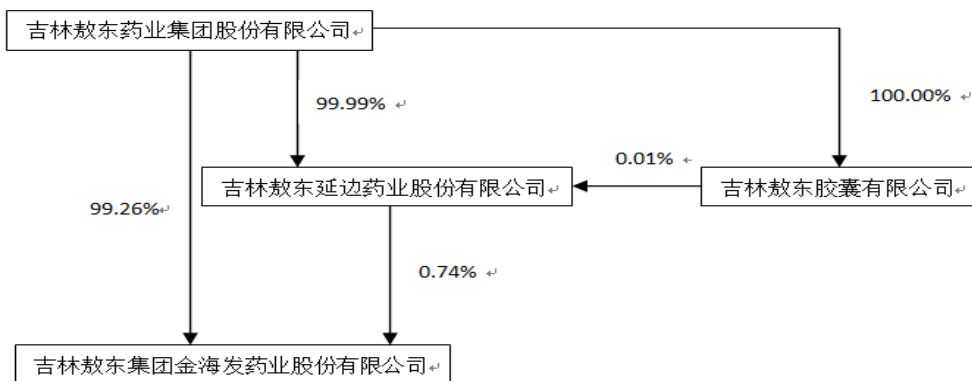 吉林敖东药业集团股份有限公司
99.99%
100.00%
0.01%
吉林敖东延边药业股份有限公司
吉林敖东胶囊有限公司
99.26%
0.74%
吉林敖东集团金海发药业股份有限公司